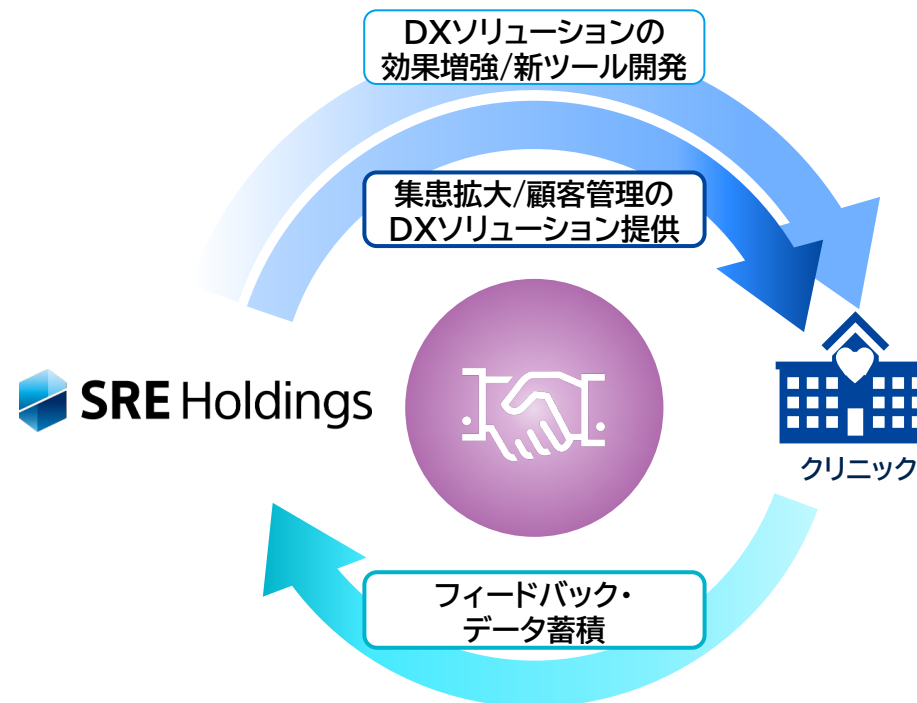 DXソリューションの
効果増強/新ツール開発
集患拡大/顧客管理の
DXソリューション提供
SRE Holdings
クリニック
フィードバック・
データ蓄積